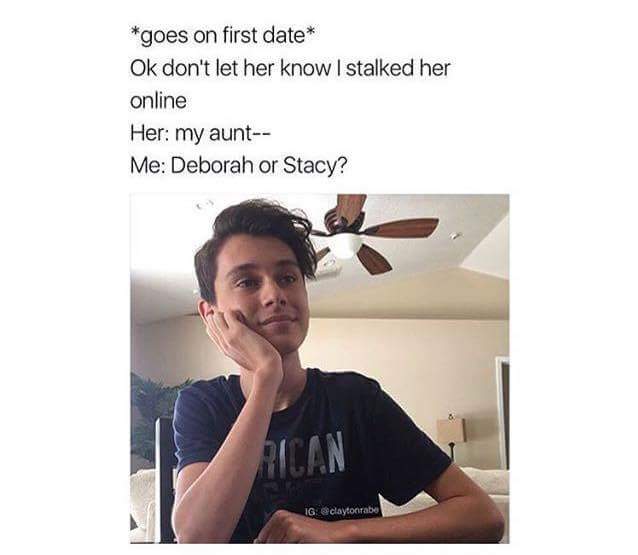 *goes on first date*
Ok don't let her know I stalked her
online
Her: my aunt--
Me: Deborah or Stacy?
RICAN
IG: @claytonrabe